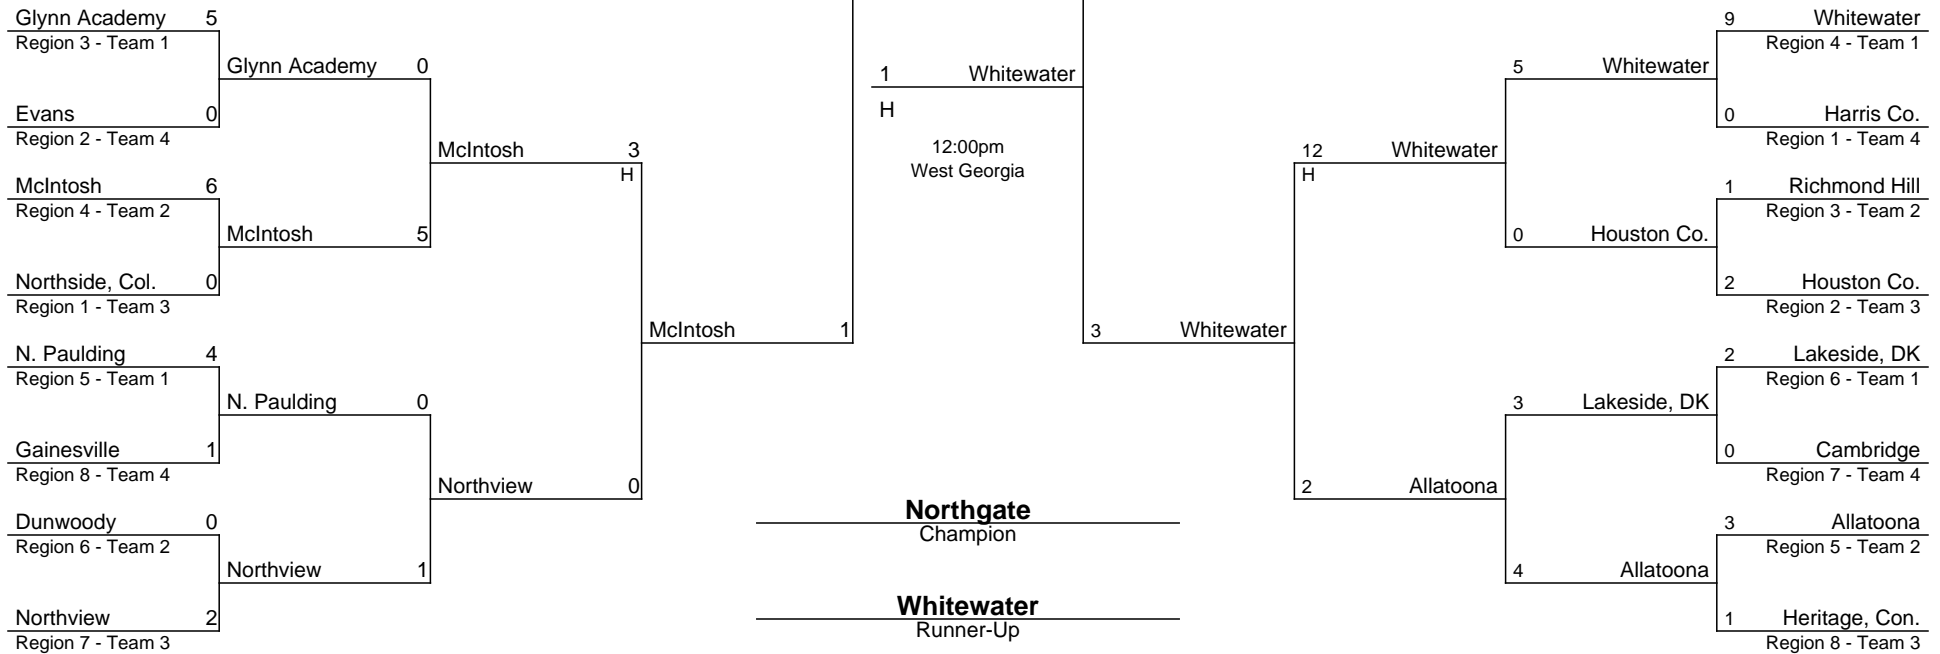 Glynn Academy 5
Region 3 - Team 1
Glynn Academy 0
Evans 0
Region 2 - Team 4
McIntosh 3
H
McIntosh 6
Region 4 - Team 2
McIntosh 5
Northside, Col. 0
Region 1 - Team 3
McIntosh 1
N. Paulding 4
Region 5 - Team 1
N. Paulding 0
Gainesville 1
Region 8 - Team 4
Northview 0
Dunwoody 0
Region 6 - Team 2
Northview 1
Northview 2
Region 7 - Team 3
1 Whitewater
H
12:00pm
West Georgia
Northgate
Champion
Whitewater
Runner-Up
9 Whitewater
Region 4 - Team 1
5 Whitewater
0 Harris Co.
Region 1 - Team 4
12 Whitewater
H
1 Richmond Hill
Region 3 - Team 2
0 Houston Co.
2 Houston Co.
Region 2 - Team 3
3 Whitewater
2 Lakeside, DK
Region 6 - Team 1
3 Lakeside, DK
0 Cambridge
Region 7 - Team 4
2 Allatoona
3 Allatoona
Region 5 - Team 2
4 Allatoona
1 Heritage, Con.
Region 8 - Team 3